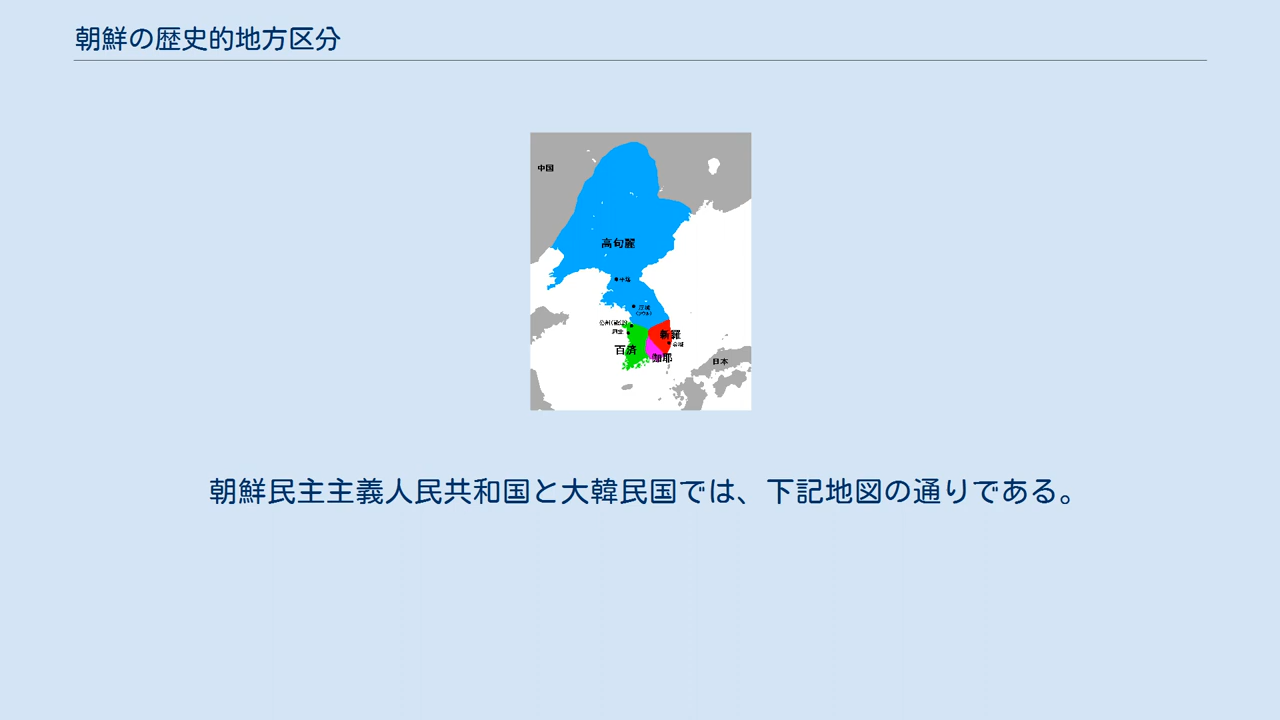 朝鮮の歴史的地方区分
中国
高句麗
新羅
百済
伽耶
日本
朝鮮民主主義人民共和国と大韓民国では、下記地図の通りである。